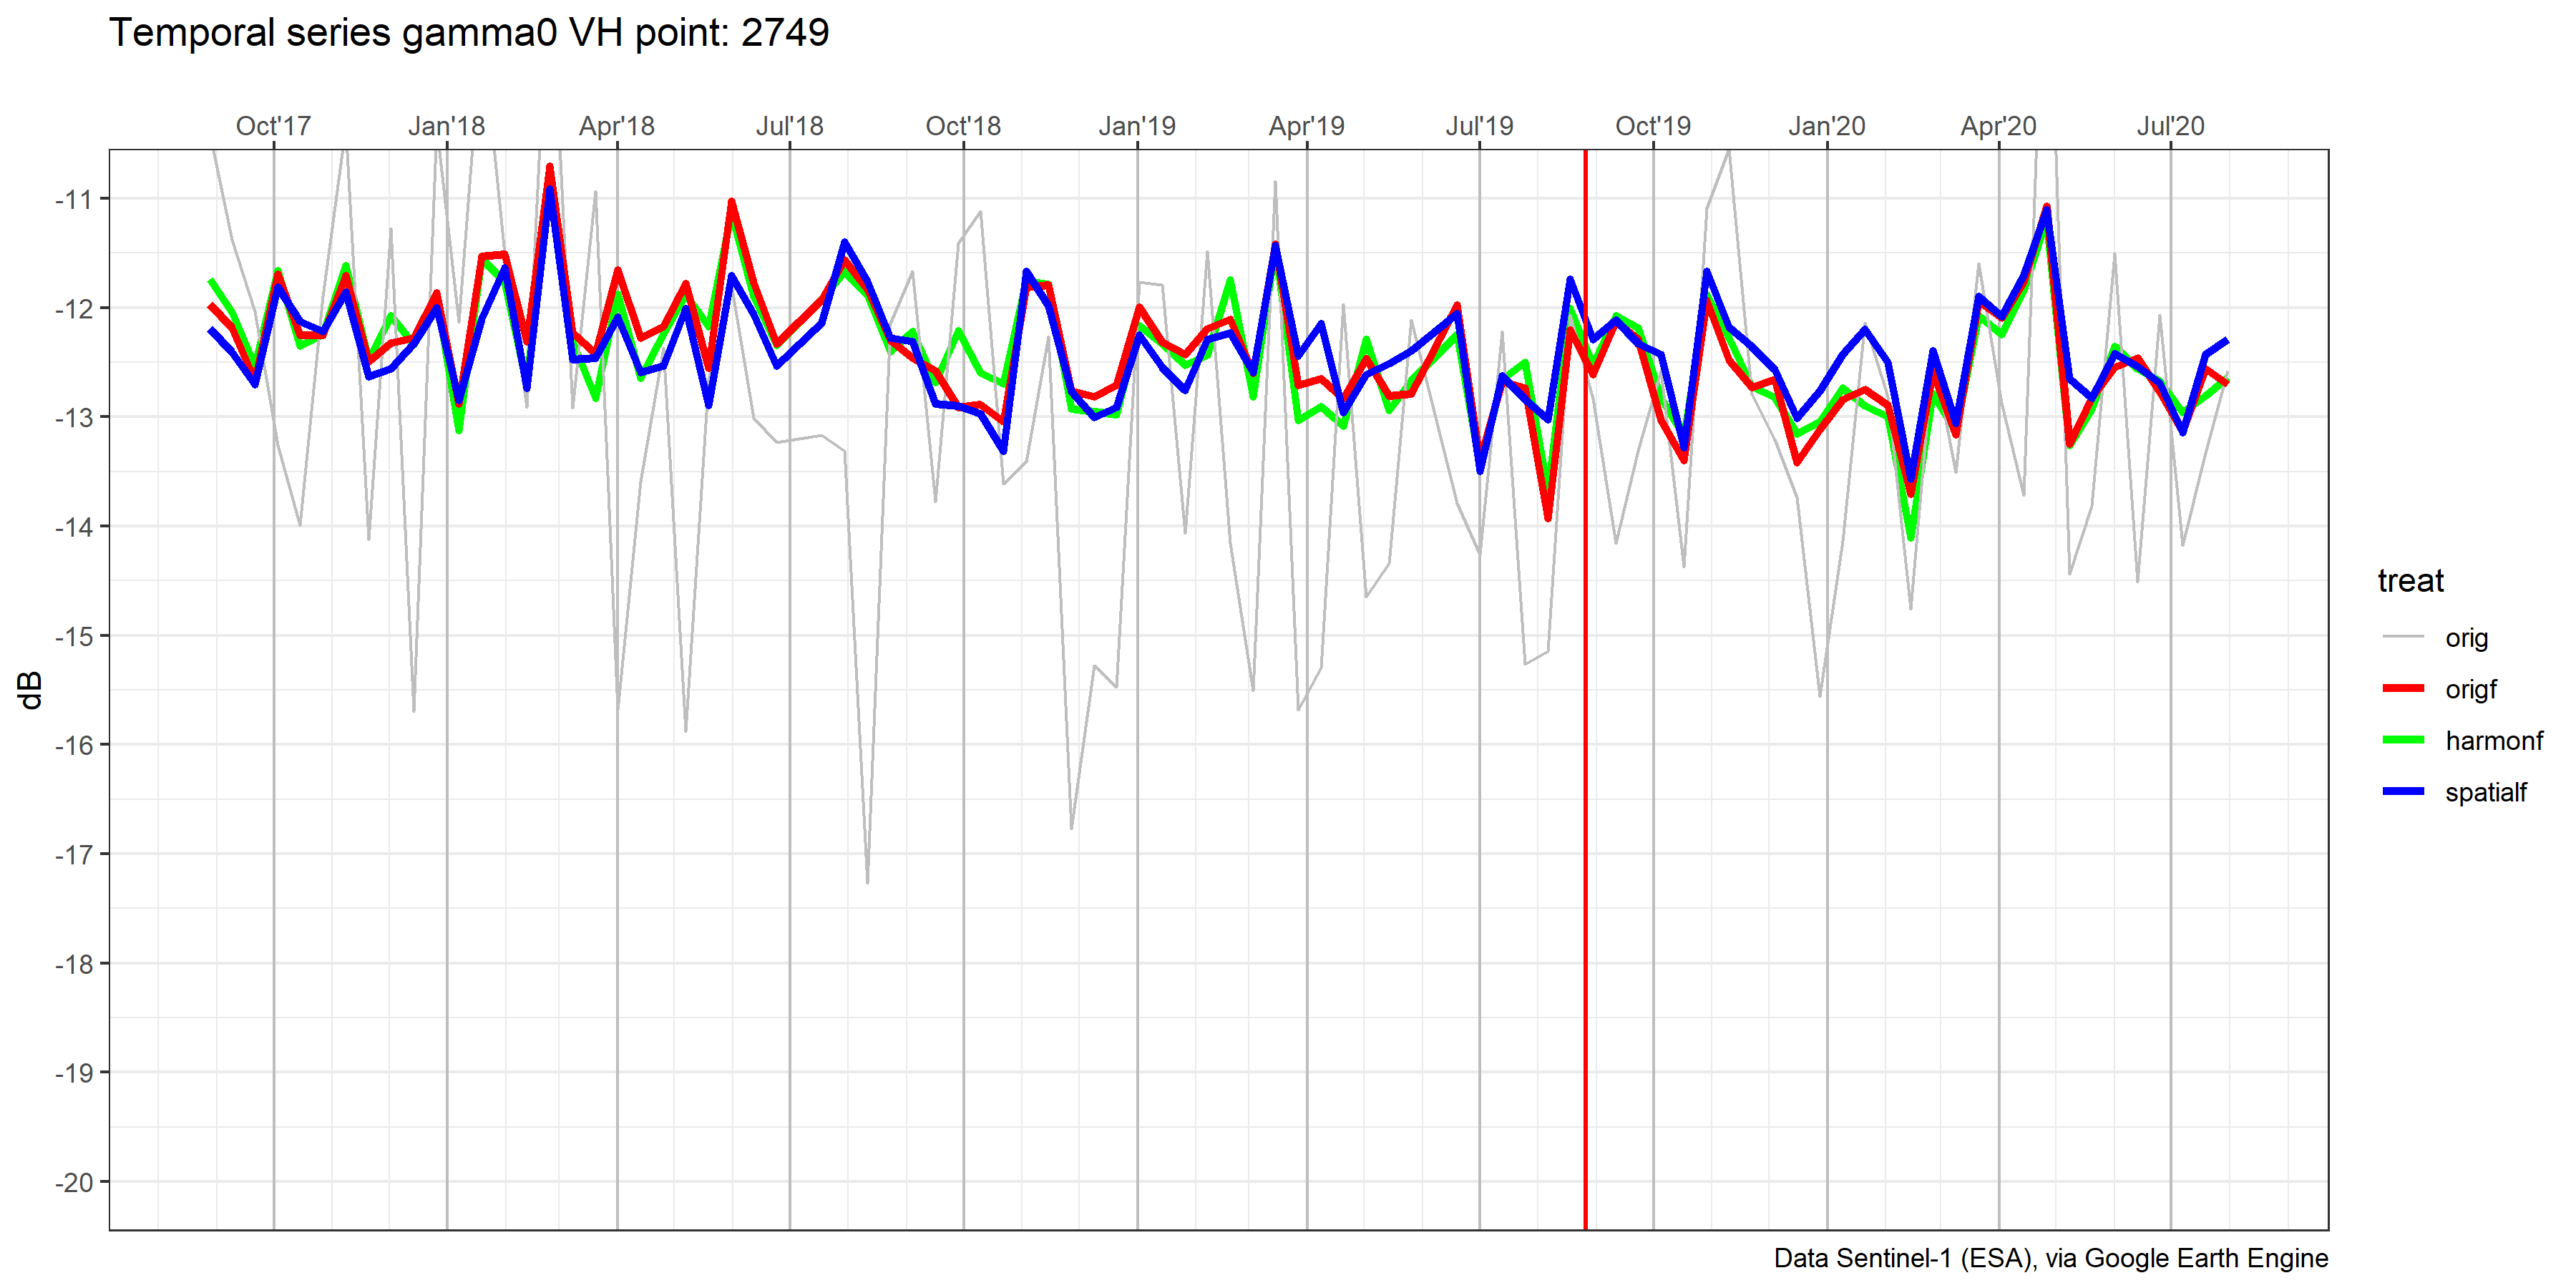 Temporal series gamma0 VH point: 2749
Oct'17 Jan'18 Apr'18 Jul'18 Oct'18 Jan'19 Apr'19 Jul'19 Oct'19 Jan'20 Apr'20 Jul'20
-11
-12
-13
-14
-15
-16
-17
-18
-19
-20
dB
treat
orig
origf
harmonf
spatialf
Data Sentinel-1 (ESA), via Google Earth Engine